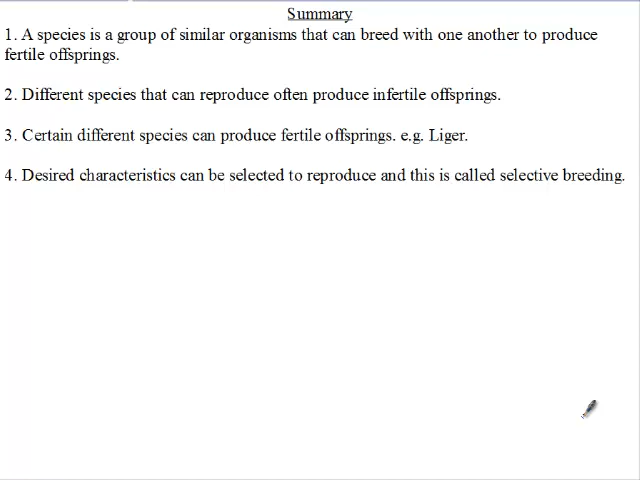 Summary
1. A species is a group of similar organisms that can breed with one another to produce
fertile offsprings.
2. Different species that can reproduce often produce infertile offsprings.
3. Certain different species can produce fertile offsprings. e.g. Liger.
4. Desired characteristics can be selected to reproduce and this is called selective breeding.